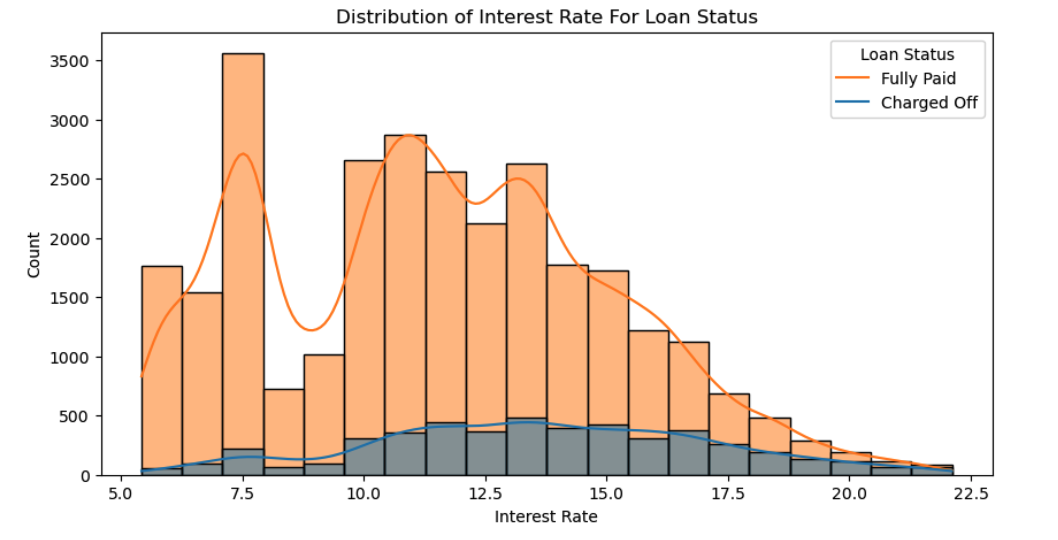 Distribution of Interest Rate For Loan Status
Loan Status
Fully Paid
Charged Off
Count
3500
3000
2500
2000
1500
1000
500
0
5.0 7.5 10.0 12.5 15.0 17.5 20.0 22.5
Interest Rate